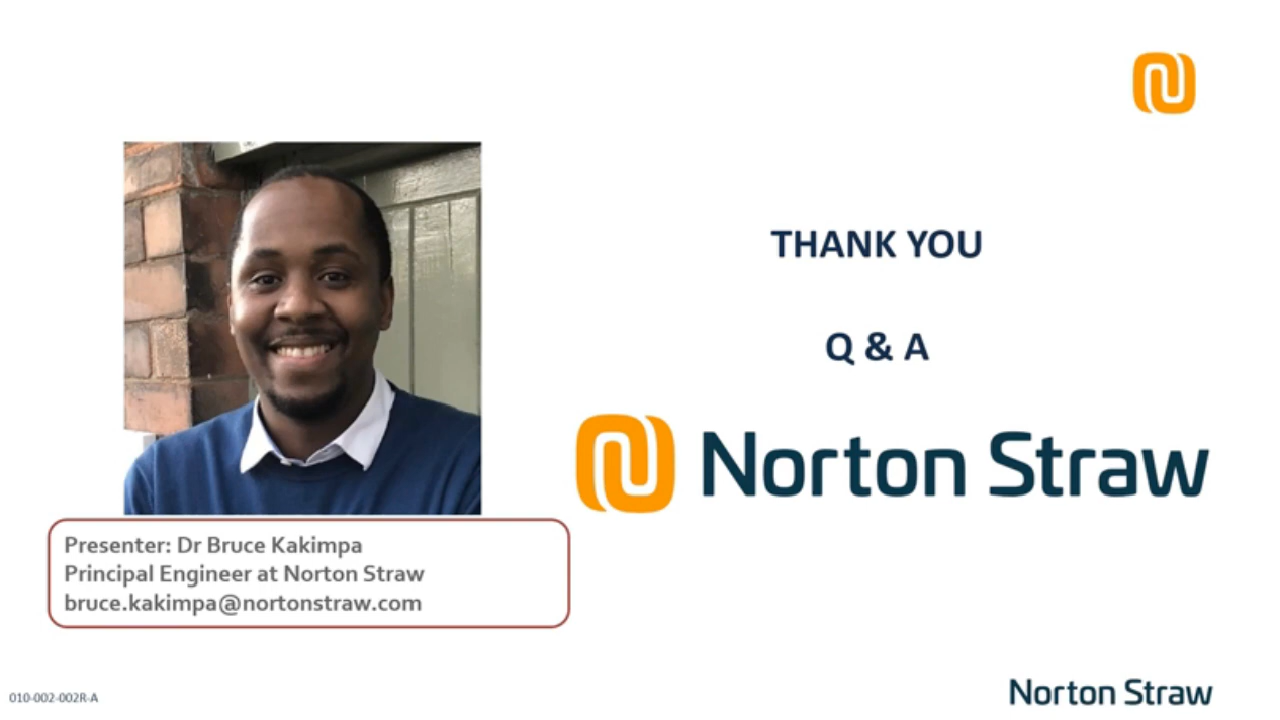 THANK YOU
Q & A
Norton Straw
Presenter: Dr Bruce Kakimpa
Principal Engineer at Norton Straw
bruce.kakimpa@nortonstraw.com
010-002-002R-A
Norton Straw